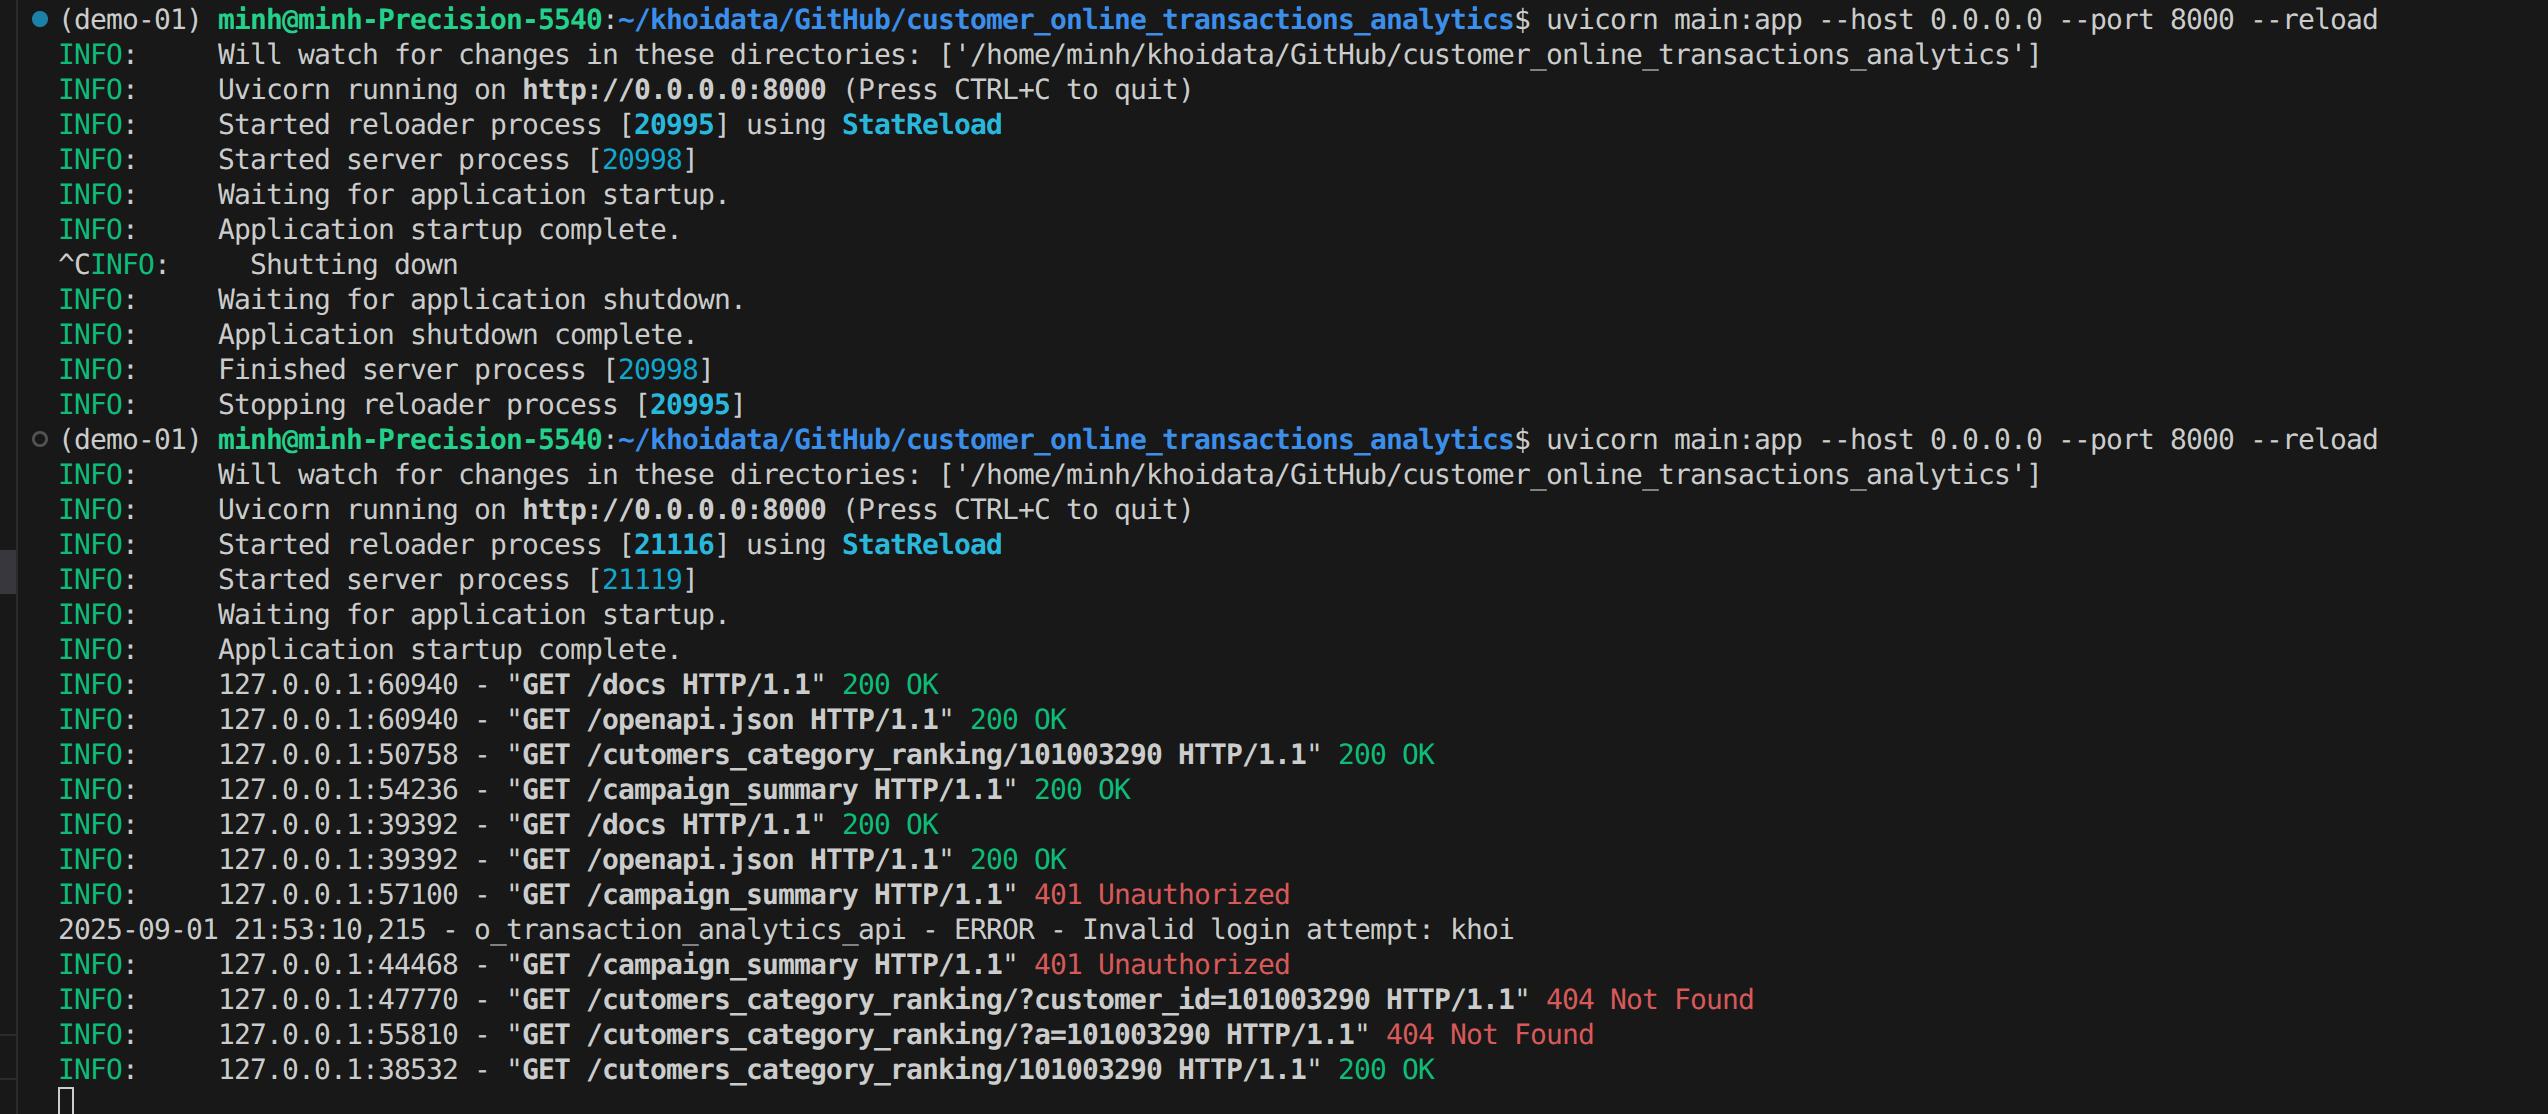 (demo-01) minh@minh-Precision-5540:~/khoidata/GitHub/customer_online_transactions_analytics$ uvicorn main:app --host 0.0.0.0 --port 8000 --reload
INFO:     Will watch for changes in these directories: ['/home/minh/khoidata/GitHub/customer_online_transactions_analytics']
INFO:     Uvicorn running on http://0.0.0.0:8000 (Press CTRL+C to quit)
INFO:     Started reloader process [20995] using StatReload
INFO:     Started server process [20998]
INFO:     Waiting for application startup.
INFO:     Application startup complete.
^CINFO:     Shutting down
INFO:     Waiting for application shutdown.
INFO:     Application shutdown complete.
INFO:     Finished server process [20998]
INFO:     Stopping reloader process [20995]
(demo-01) minh@minh-Precision-5540:~/khoidata/GitHub/customer_online_transactions_analytics$ uvicorn main:app --host 0.0.0.0 --port 8000 --reload
INFO:     Will watch for changes in these directories: ['/home/minh/khoidata/GitHub/customer_online_transactions_analytics']
INFO:     Uvicorn running on http://0.0.0.0:8000 (Press CTRL+C to quit)
INFO:     Started reloader process [21116] using StatReload
INFO:     Started server process [21119]
INFO:     Waiting for application startup.
INFO:     Application startup complete.
INFO:     127.0.0.1:60940 - "GET /docs HTTP/1.1" 200 OK
INFO:     127.0.0.1:60940 - "GET /openapi.json HTTP/1.1" 200 OK
INFO:     127.0.0.1:50758 - "GET /cutomers_category_ranking/101003290 HTTP/1.1" 200 OK
INFO:     127.0.0.1:54236 - "GET /campaign_summary HTTP/1.1" 200 OK
INFO:     127.0.0.1:39392 - "GET /docs HTTP/1.1" 200 OK
INFO:     127.0.0.1:39392 - "GET /openapi.json HTTP/1.1" 200 OK
INFO:     127.0.0.1:57100 - "GET /campaign_summary HTTP/1.1" 401 Unauthorized
2025-09-01 21:53:10,215 - o_transaction_analytics_api - ERROR - Invalid login attempt: khoi
INFO:     127.0.0.1:44468 - "GET /campaign_summary HTTP/1.1" 401 Unauthorized
INFO:     127.0.0.1:47770 - "GET /cutomers_category_ranking/?customer_id=101003290 HTTP/1.1" 404 Not Found
INFO:     127.0.0.1:55810 - "GET /cutomers_category_ranking/?a=101003290 HTTP/1.1" 404 Not Found
INFO:     127.0.0.1:38532 - "GET /cutomers_category_ranking/101003290 HTTP/1.1" 200 OK